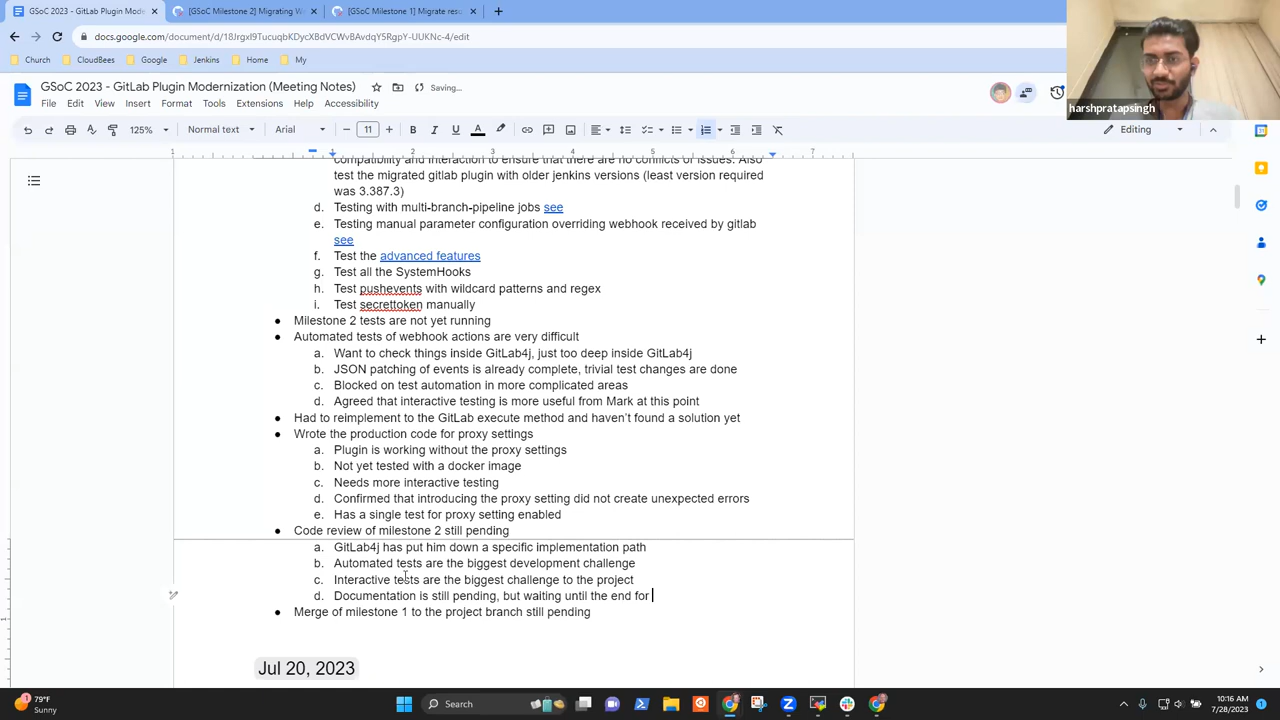 GSoC 2023 - GitLab Plugin Mode
[GSoC Milestone 2] Migrating W
[GSoC Milestone 1] Migrate reso
docs.google.com/document/d/18JrgxI9TucuqbKDycXBdVCWvBAvdqY5RgpY-UUKNc-4/edit
Church
CloudBees
Google
Jenkins
Home
My
harshpratapsingh
GSoC 2023 - GitLab Plugin Modernization (Meeting Notes)
Saving...
File Edit View Insert Format Tools Extensions Help Accessibility
125% Normal text Arial 11 B I U A Editing
1 1 2 3 4 5 6 7
compatibility and interaction to ensure that there are no conflicts or issues. Also
test the migrated gitlab plugin with older jenkins versions (least version required
was 3.387.3)
d. Testing with multi-branch-pipeline jobs see
e. Testing manual parameter configuration overriding webhook received by gitlab
see
f. Test the advanced features
g. Test all the SystemHooks
h. Test pushevents with wildcard patterns and regex
i. Test secrettoken manually
● Milestone 2 tests are not yet running
● Automated tests of webhook actions are very difficult
a. Want to check things inside GitLab4j, just too deep inside GitLab4j
b. JSON patching of events is already complete, trivial test changes are done
c. Blocked on test automation in more complicated areas
d. Agreed that interactive testing is more useful from Mark at this point
● Had to reimplement to the GitLab execute method and haven't found a solution yet
● Wrote the production code for proxy settings
a. Plugin is working without the proxy settings
b. Not yet tested with a docker image
c. Needs more interactive testing
d. Confirmed that introducing the proxy setting did not create unexpected errors
e. Has a single test for proxy setting enabled
● Code review of milestone 2 still pending
a. GitLab4j has put him down a specific implementation path
b. Automated tests are the biggest development challenge
c. Interactive tests are the biggest challenge to the project
d. Documentation is still pending, but waiting until the end for
● Merge of milestone 1 to the project branch still pending
Jul 20, 2023
79°F
Sunny
Search
10:16 AM
7/28/2023